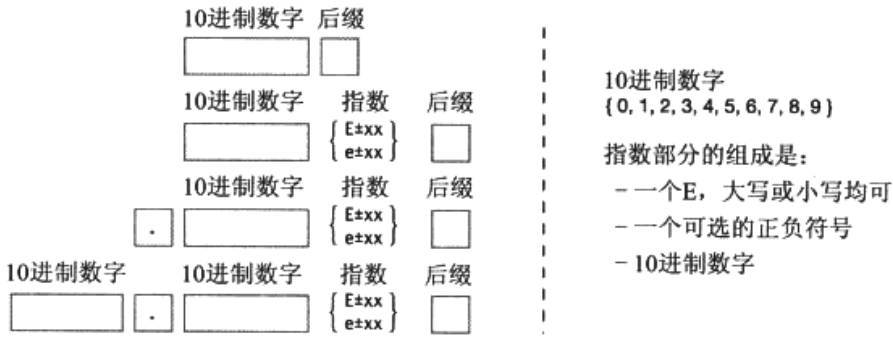 10进制数字 后缀
10进制数字 指数 后缀
{ E±xx
e±xx }
10进制数字 指数 后缀
.
{ E±xx
e±xx }
10进制数字 10进制数字 指数 后缀
.
{ E±xx
e±xx }
10进制数字
{ 0, 1, 2, 3, 4, 5, 6, 7, 8, 9 }
指数部分的组成是：
－一个E，大写或小写均可
－一个可选的正负符号
－10进制数字